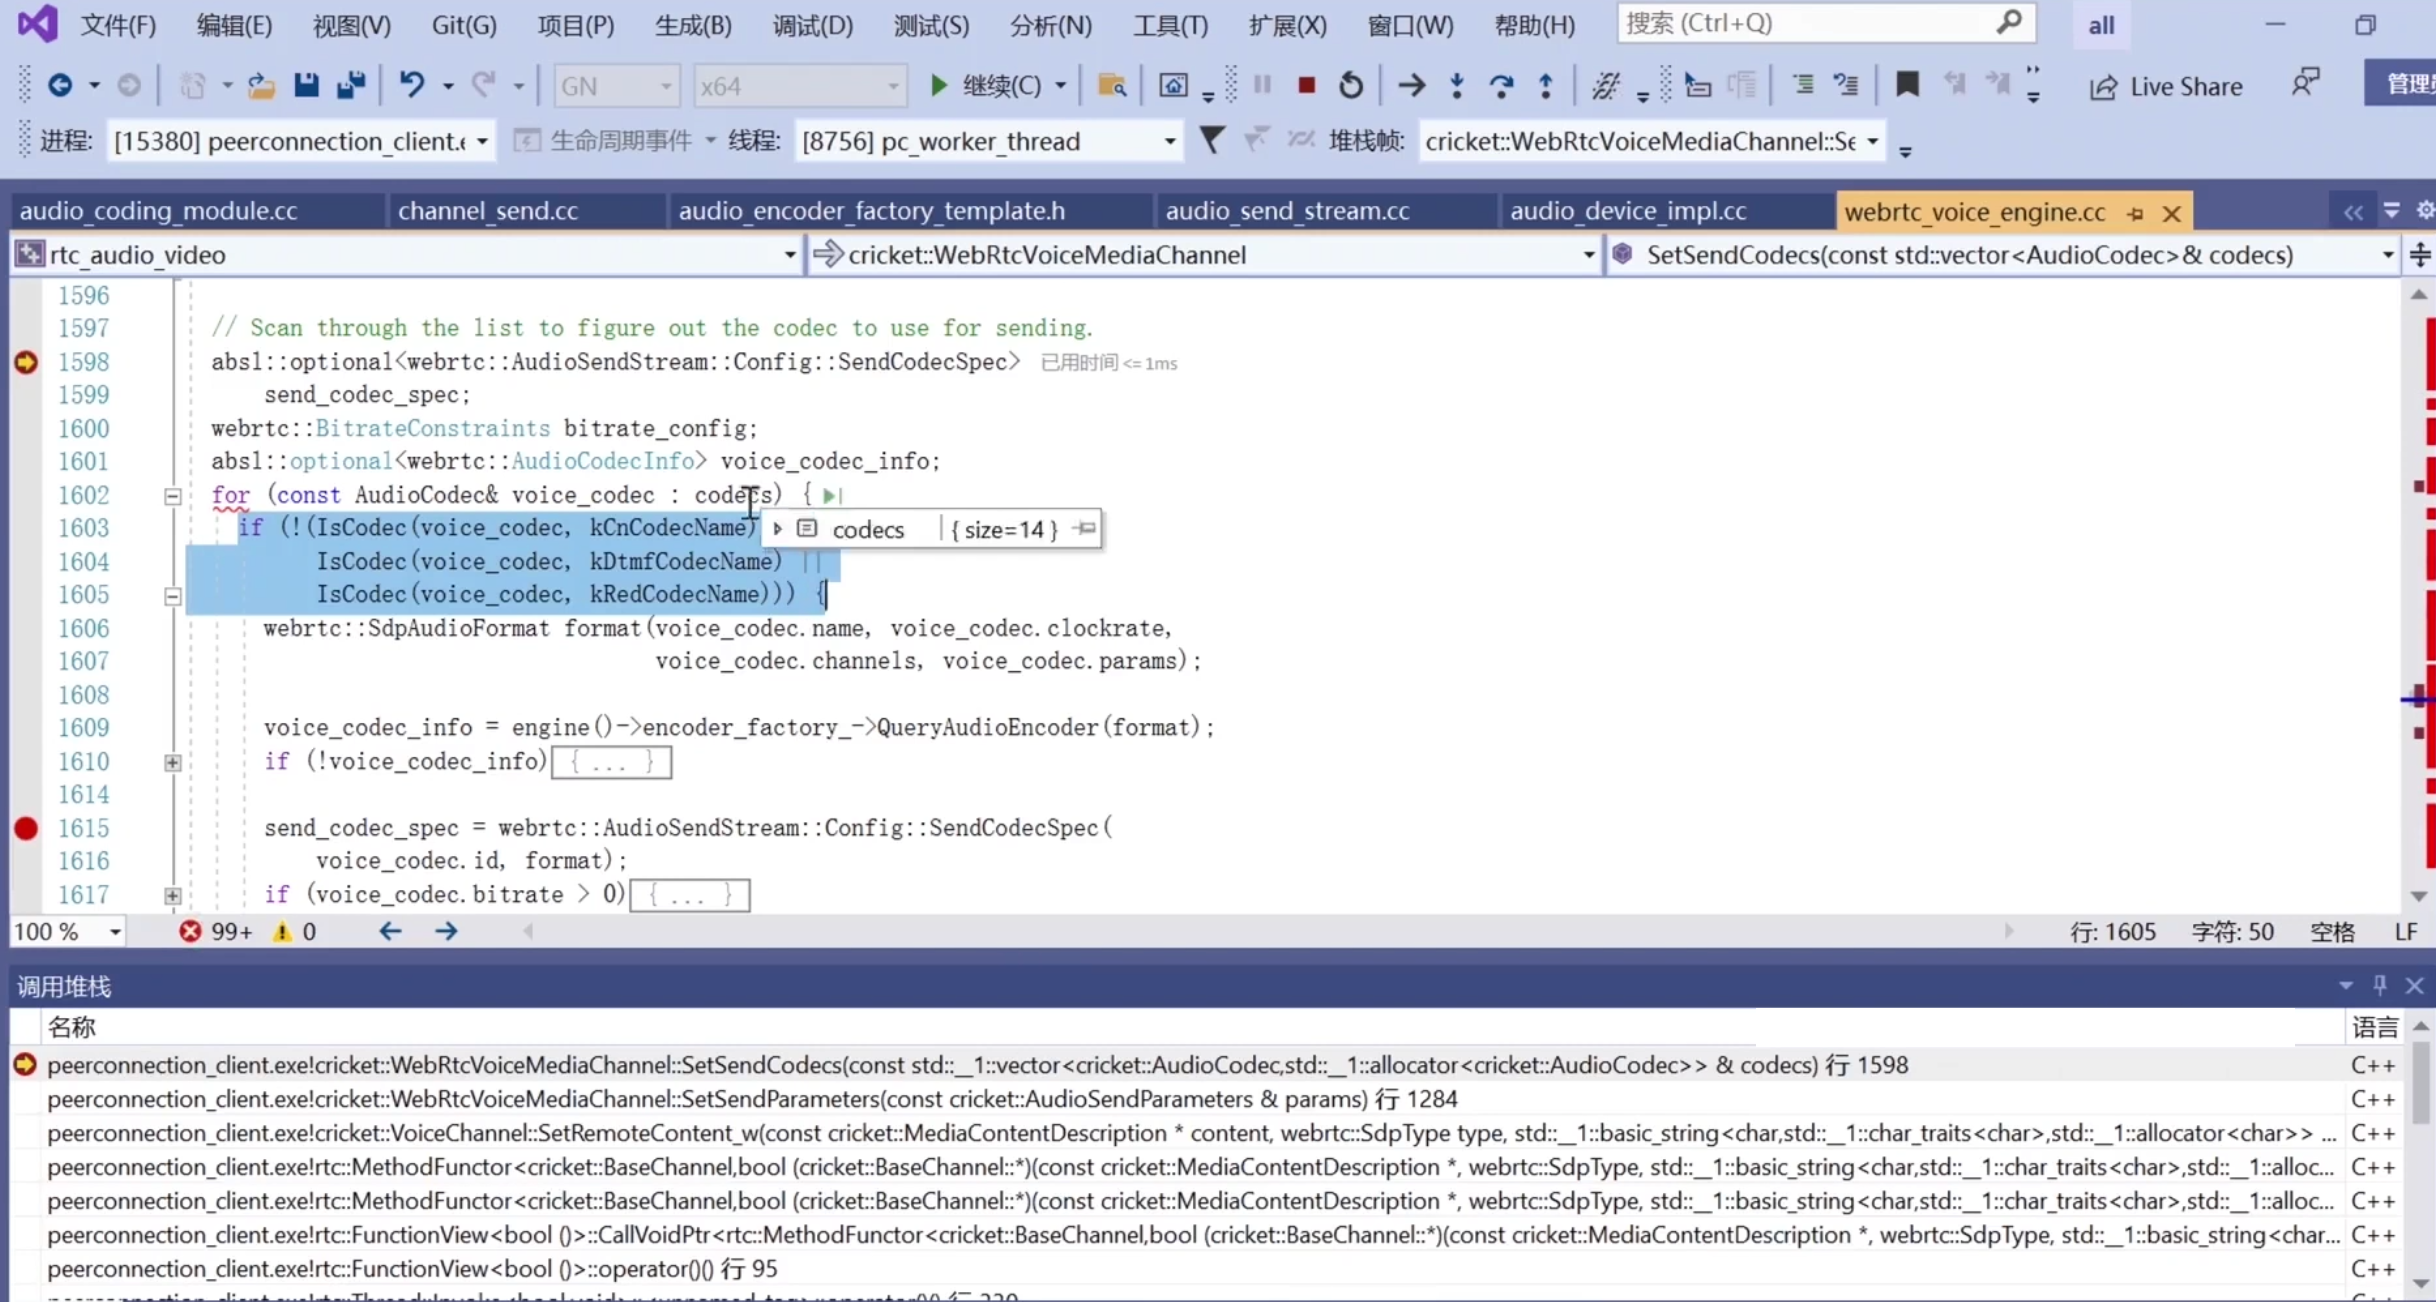 文件(F) 编辑(E) 视图(V) Git(G) 项目(P) 生成(B) 调试(D) 测试(S) 分析(N) 工具(T) 扩展(X) 窗口(W) 帮助(H) 搜索 (Ctrl+Q) all
GN x64 继续(C) Live Share 管理员
进程: [15380] peerconnection_client.e 生命周期事件 线程: [8756] pc_worker_thread 堆栈帧: cricket::WebRtcVoiceMediaChannel::Se
audio_coding_module.cc channel_send.cc audio_encoder_factory_template.h audio_send_stream.cc audio_device_impl.cc webrtc_voice_engine.cc
rtc_audio_video cricket::WebRtcVoiceMediaChannel SetSendCodecs(const std::vector<AudioCodec>& codecs)
1596
1597 // Scan through the list to figure out the codec to use for sending.
1598 absl::optional<webrtc::AudioSendStream::Config::SendCodecSpec> 已用时间 <= 1ms
1599 send_codec_spec;
1600 webrtc::BitrateConstraints bitrate_config;
1601 absl::optional<webrtc::AudioCodecInfo> voice_codec_info;
1602 for (const AudioCodec& voice_codec : codecs) {
1603 if (!(IsCodec(voice_codec, kCnCodecName) codecs { size=14 }
1604 IsCodec(voice_codec, kDtmfCodecName) ||
1605 IsCodec(voice_codec, kRedCodecName))) {
1606 webrtc::SdpAudioFormat format(voice_codec.name, voice_codec.clockrate,
1607 voice_codec.channels, voice_codec.params);
1608
1609 voice_codec_info = engine()->encoder_factory_->QueryAudioEncoder(format);
1610 if (!voice_codec_info) { ... }
1614
1615 send_codec_spec = webrtc::AudioSendStream::Config::SendCodecSpec(
1616 voice_codec.id, format);
1617 if (voice_codec.bitrate > 0) { ... }
100 % 99+ 0 行: 1605 字符: 50 空格 LF
调用堆栈
名称 语言
peerconnection_client.exe!cricket::WebRtcVoiceMediaChannel::SetSendCodecs(const std::__1::vector<cricket::AudioCodec,std::__1::allocator<cricket::AudioCodec>> & codecs) 行 1598 C++
peerconnection_client.exe!cricket::WebRtcVoiceMediaChannel::SetSendParameters(const cricket::AudioSendParameters & params) 行 1284 C++
peerconnection_client.exe!cricket::VoiceChannel::SetRemoteContent_w(const cricket::MediaContentDescription * content, webrtc::SdpType type, std::__1::basic_string<char,std::__1::char_traits<char>,std::__1::allocator<char>> ... C++
peerconnection_client.exe!rtc::MethodFunctor<cricket::BaseChannel,bool (cricket::BaseChannel::*)(const cricket::MediaContentDescription *, webrtc::SdpType, std::__1::basic_string<char,std::__1::char_traits<char>,std::__1::alloc... C++
peerconnection_client.exe!rtc::MethodFunctor<cricket::BaseChannel,bool (cricket::BaseChannel::*)(const cricket::MediaContentDescription *, webrtc::SdpType, std::__1::basic_string<char,std::__1::char_traits<char>,std::__1::alloc... C++
peerconnection_client.exe!rtc::FunctionView<bool ()>::CallVoidPtr<rtc::MethodFunctor<cricket::BaseChannel,bool (cricket::BaseChannel::*)(const cricket::MediaContentDescription *, webrtc::SdpType, std::__1::basic_string<char... C++
peerconnection_client.exe!rtc::FunctionView<bool ()>::operator()() 行 95 C++